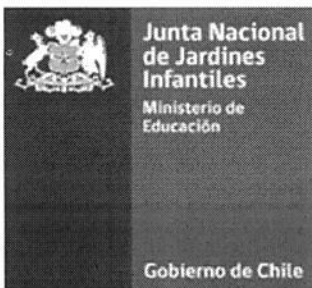 Junta Nacional
de Jardines
Infantiles
Ministerio de
Educación
Gobierno de Chile